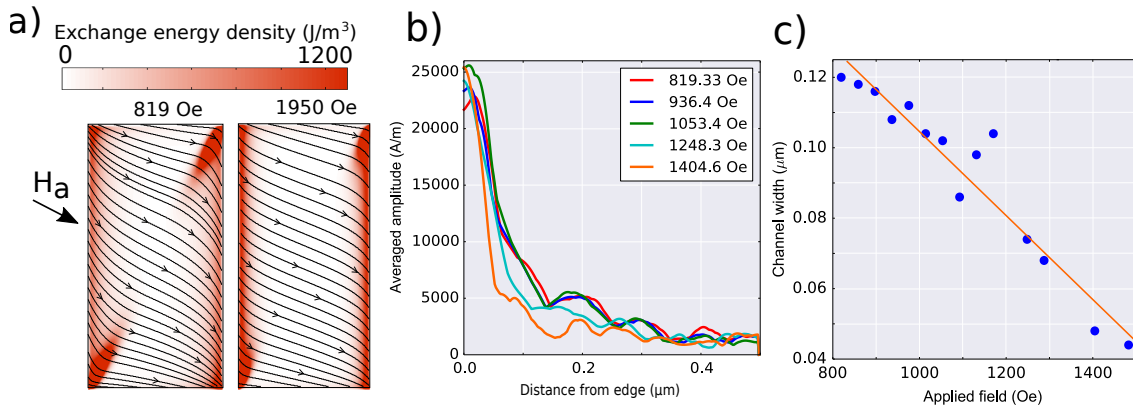 a)
Exchange energy density (J/m³)
0 1200
819 Oe 1950 Oe
Ha
b)
25000
20000
15000
10000
5000
0
Averaged amplitude (A/m)
819.33 Oe
936.4 Oe
1053.4 Oe
1248.3 Oe
1404.6 Oe
0.0 0.2 0.4
Distance from edge (μm)
c)
0.12
0.10
0.08
0.06
0.04
Channel width (μm)
800 1000 1200 1400
Applied field (Oe)